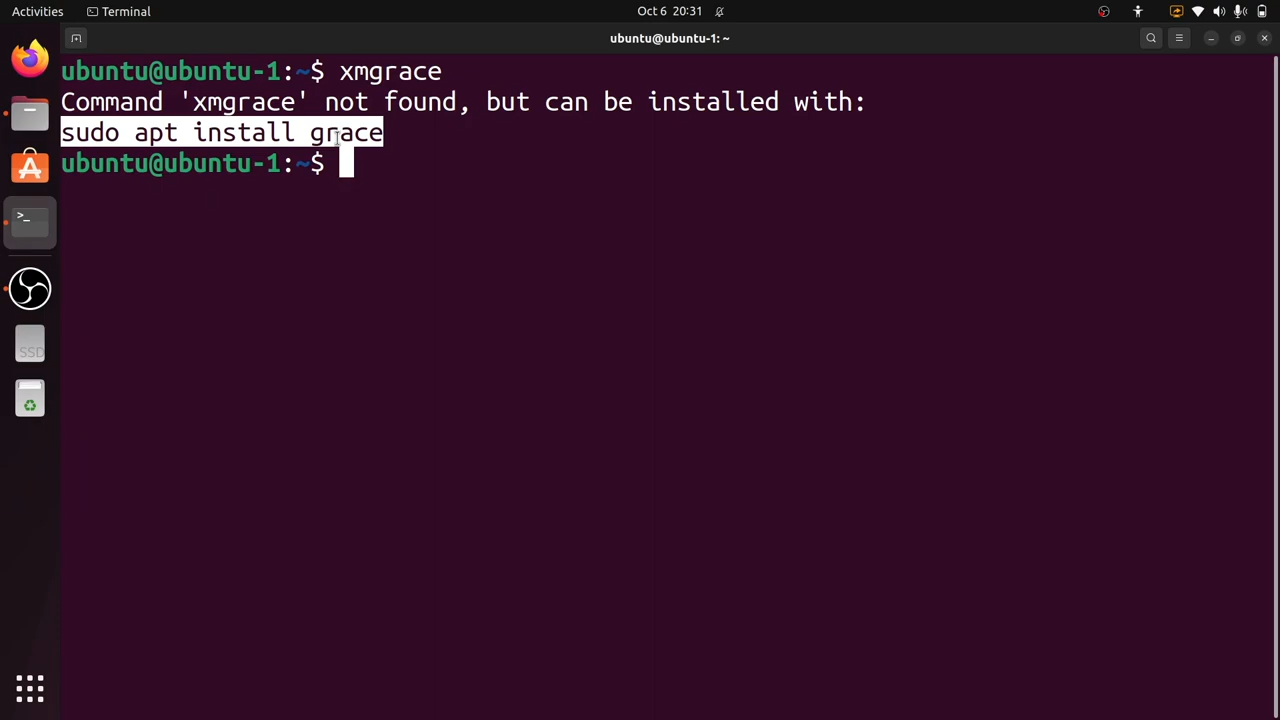 Activities Terminal Oct 6 20:31
ubuntu@ubuntu-1: ~
ubuntu@ubuntu-1:~$ xmgrace
Command 'xmgrace' not found, but can be installed with:
sudo apt install grace
ubuntu@ubuntu-1:~$
>_
SSD